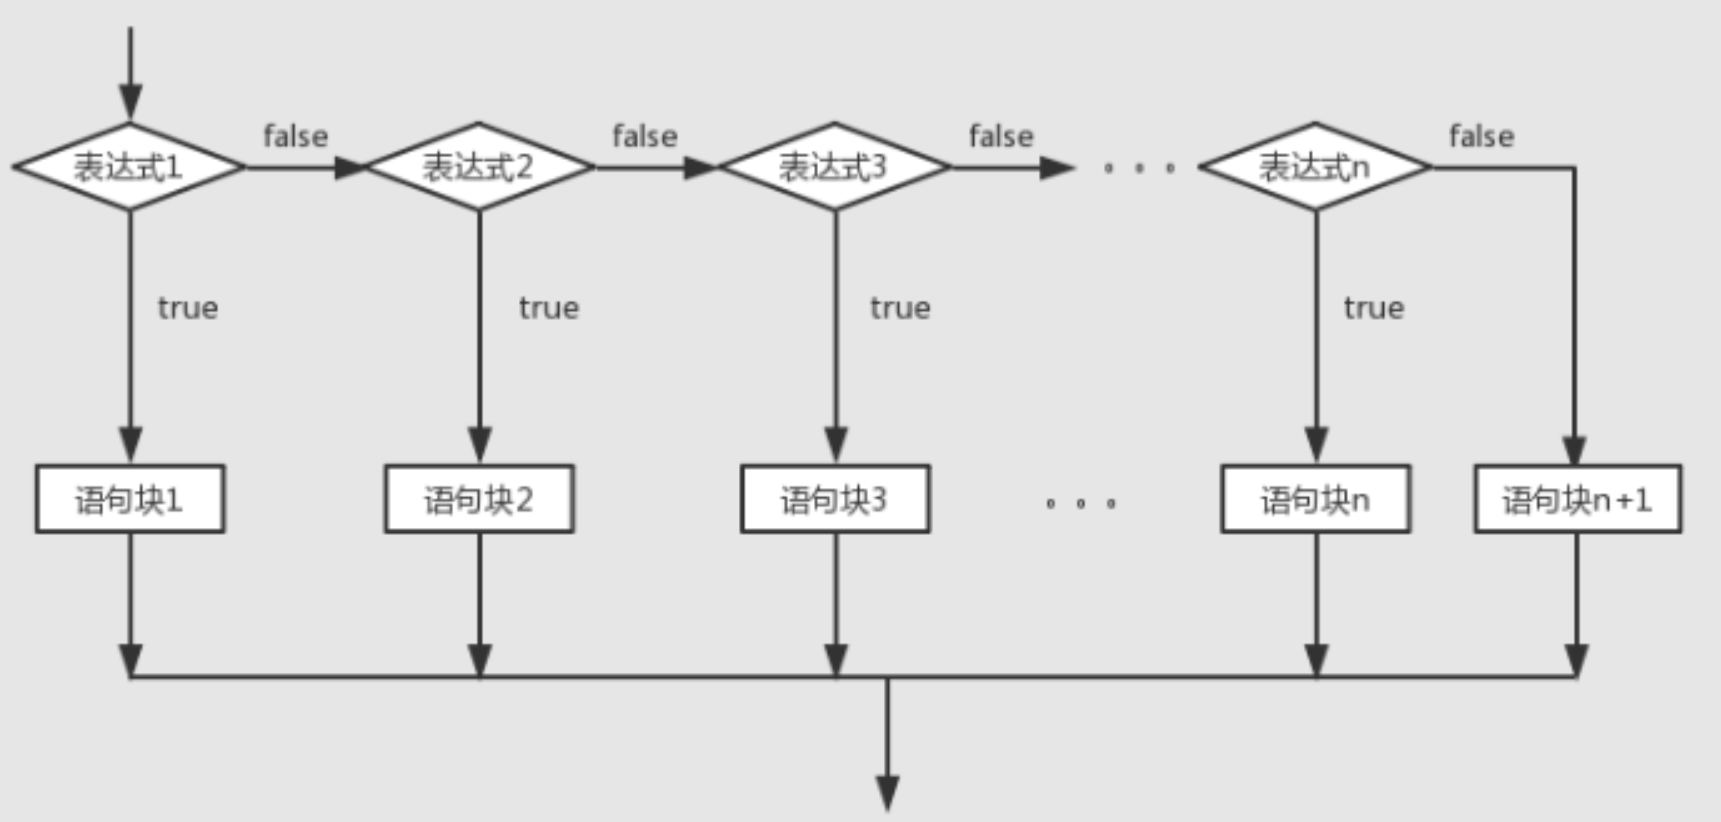 false
false
false
false
表达式1
表达式2
表达式3
表达式n
true
true
true
true
语句块1
语句块2
语句块3
语句块n
语句块n+1